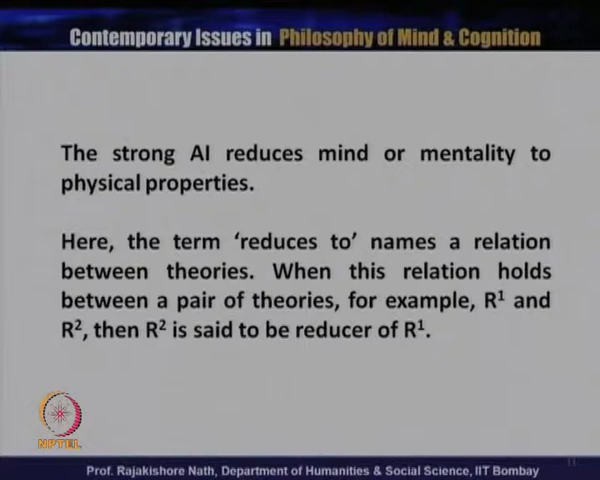 Contemporary Issues in Philosophy of Mind & Cognition
The strong AI reduces mind or mentality to
physical properties.
Here, the term ‘reduces to’ names a relation
between theories. When this relation holds
between a pair of theories, for example, R¹ and
R², then R² is said to be reducer of R¹.
NPTEL
Prof. Rajakishore Nath, Department of Humanities & Social Science, IIT Bombay